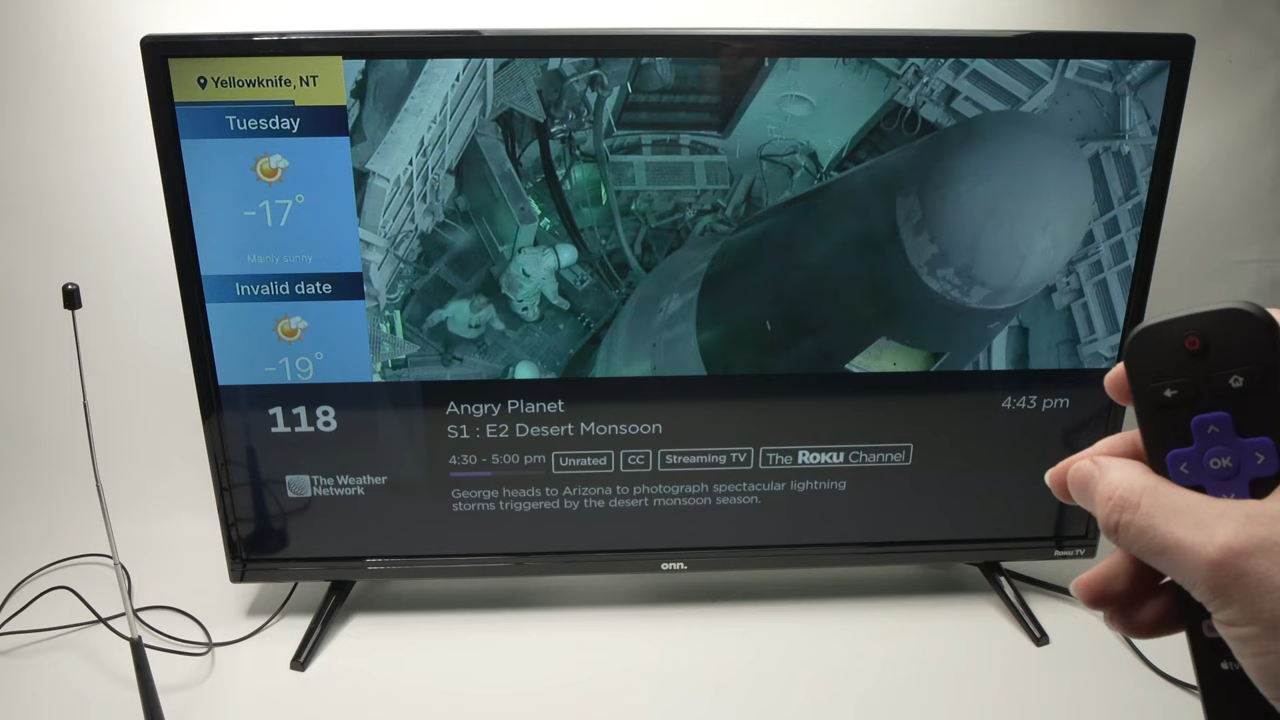 Yellowknife, NT
Tuesday
-17°
Mainly sunny
Invalid date
-19°
118
The Weather
Network
Angry Planet
S1 : E2 Desert Monsoon
4:30 - 5:00 pm Unrated CC Streaming TV The Roku Channel
George heads to Arizona to photograph spectacular lightning
storms triggered by the desert monsoon season.
4:43 pm
onn.
Roku TV
OK
tv